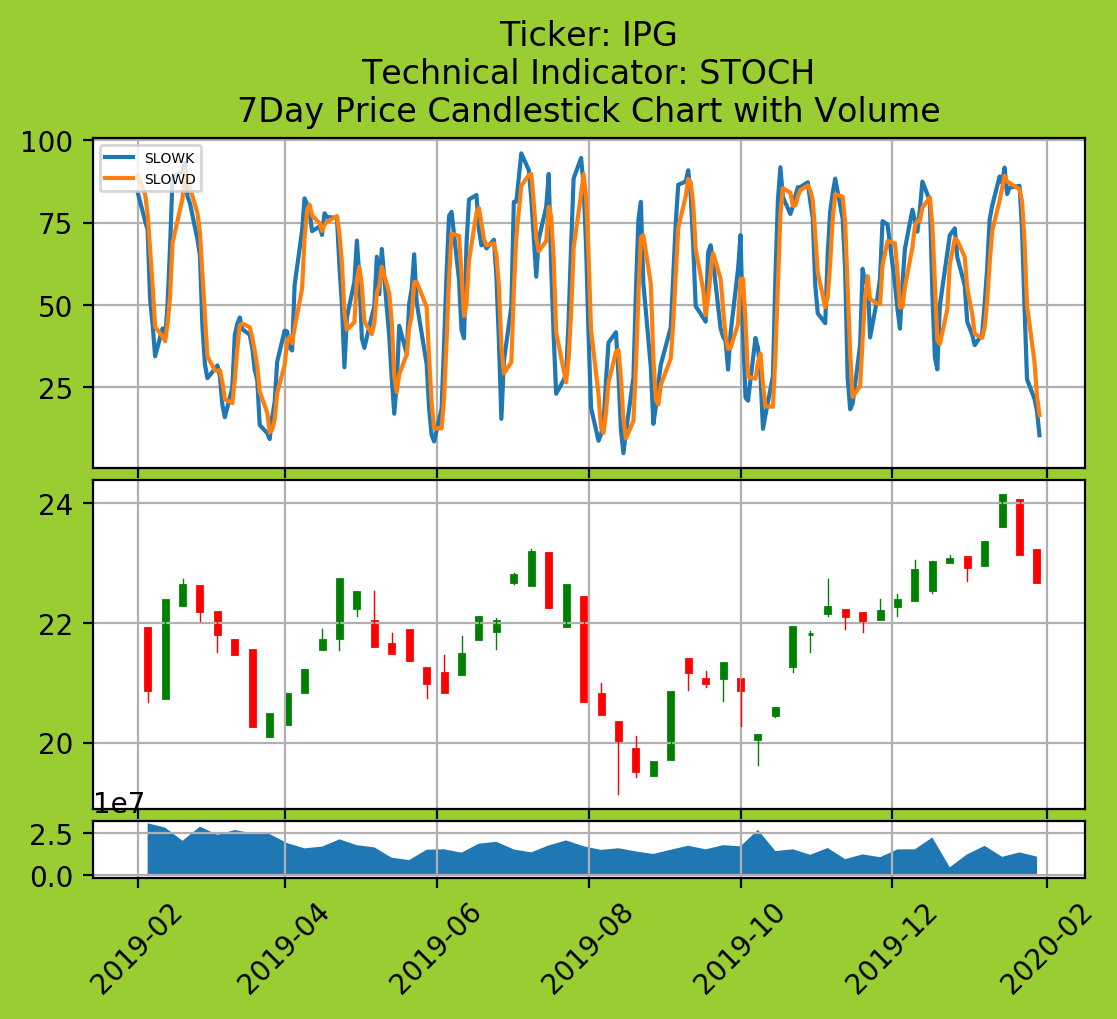 Ticker: IPG
Technical Indicator: STOCH
7Day Price Candlestick Chart with Volume
100
75
50
25
SLOWK
SLOWD
24
22
20
1e7
2.5
0.0
2019-02
2019-04
2019-06
2019-08
2019-10
2019-12
2020-02